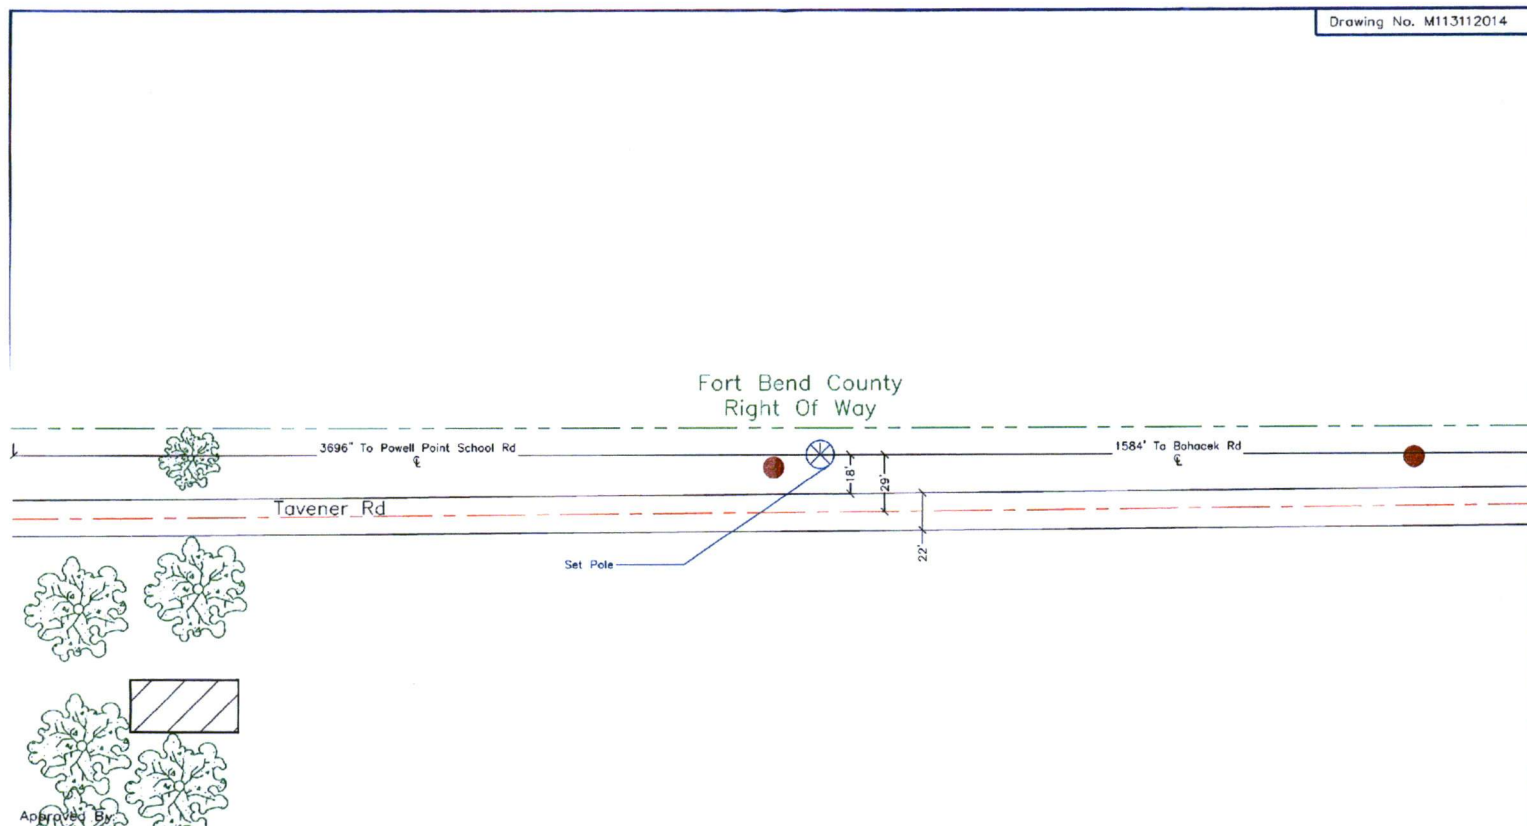 Drawing No. M113112014
Fort Bend County
Right Of Way
3696" To Powell Point School Rd
℄
1584' To Bohacek Rd
℄
18'
29'
Tavener Rd
22'
Set Pole
Approved By: